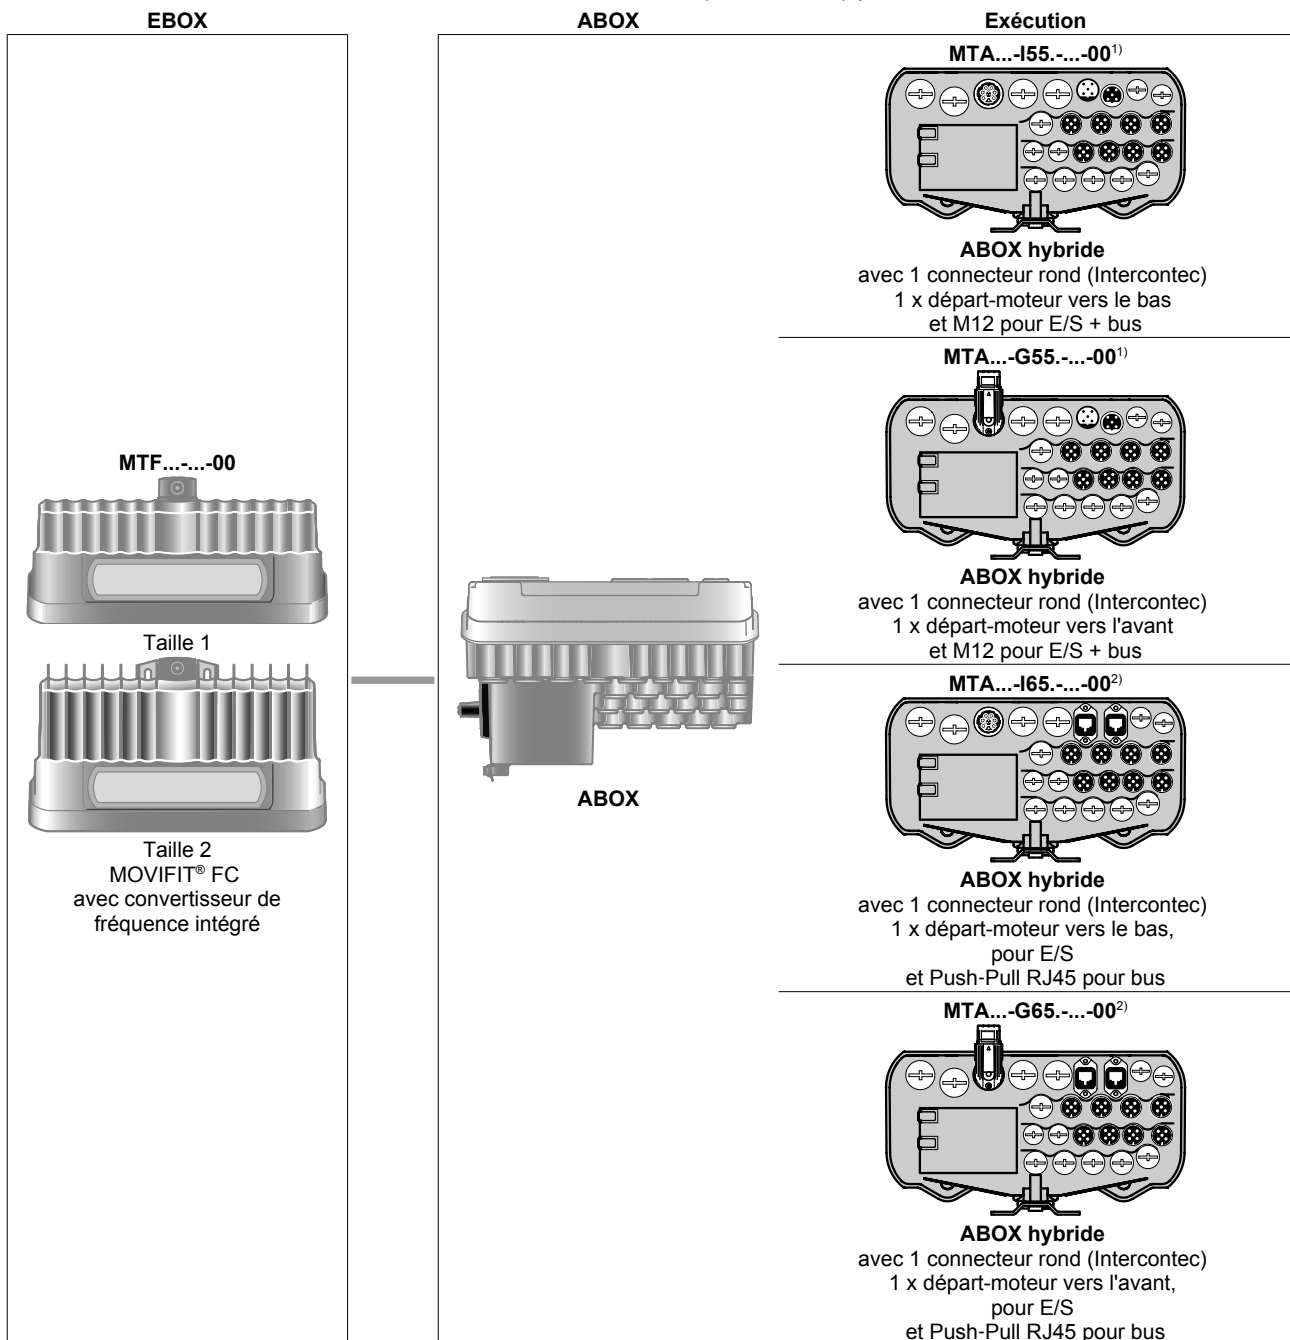 EBOX
ABOX
Exécution
MTF...-...-00
Taille 1
Taille 2
MOVIFIT® FC
avec convertisseur de
fréquence intégré
ABOX
MTA...-I55.-...-00¹⁾
ABOX hybride
avec 1 connecteur rond (Intercontec)
1 x départ-moteur vers le bas
et M12 pour E/S + bus
MTA...-G55.-...-00¹⁾
ABOX hybride
avec 1 connecteur rond (Intercontec)
1 x départ-moteur vers l'avant
et M12 pour E/S + bus
MTA...-I65.-...-00²⁾
ABOX hybride
avec 1 connecteur rond (Intercontec)
1 x départ-moteur vers le bas,
pour E/S
et Push-Pull RJ45 pour bus
MTA...-G65.-...-00²⁾
ABOX hybride
avec 1 connecteur rond (Intercontec)
1 x départ-moteur vers l'avant,
pour E/S
et Push-Pull RJ45 pour bus